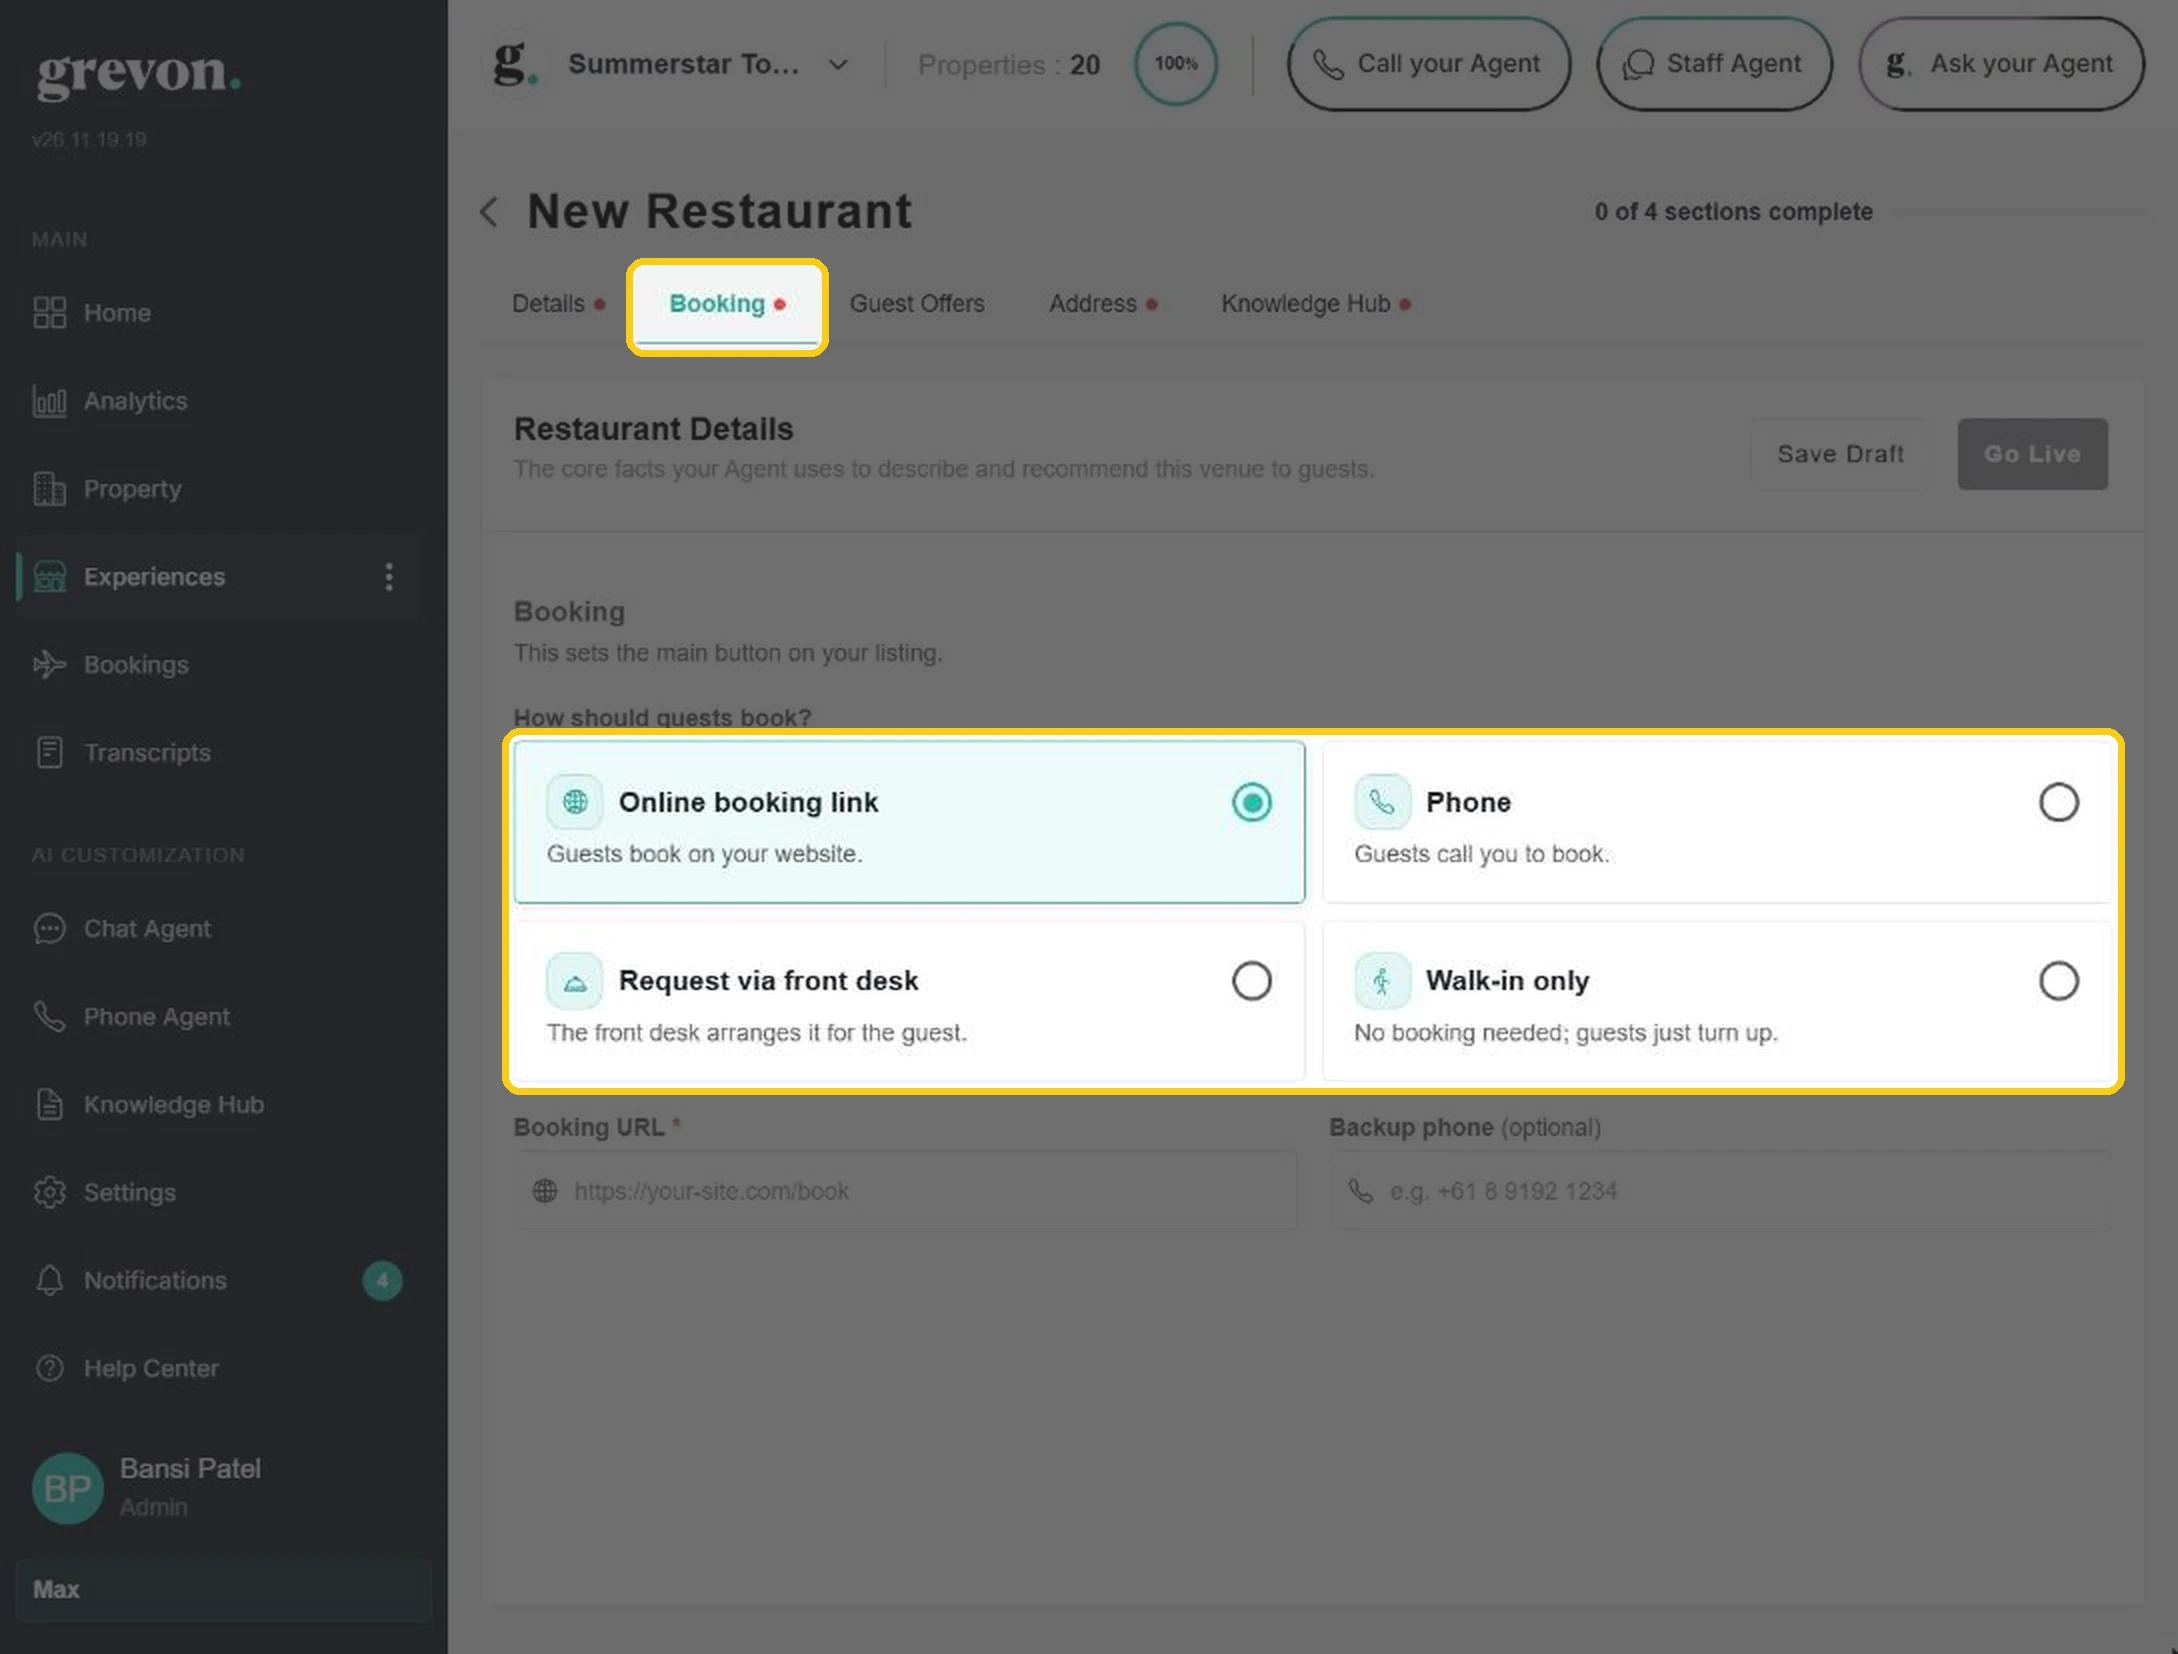 grevon.
v26.11.19.19
MAIN
Home
Analytics
Property
Experiences
Bookings
Transcripts
AI CUSTOMIZATION
Chat Agent
Phone Agent
Knowledge Hub
Settings
Notifications 4
Help Center
BP
Bansi Patel
Admin
Max
g. Summerstar To... Properties : 20 100% Call your Agent Staff Agent g. Ask your Agent
New Restaurant 0 of 4 sections complete
Details Booking Guest Offers Address Knowledge Hub
Restaurant Details
The core facts your Agent uses to describe and recommend this venue to guests.
Save Draft Go Live
Booking
This sets the main button on your listing.
How should guests book?
Online booking link
Guests book on your website.
Phone
Guests call you to book.
Request via front desk
The front desk arranges it for the guest.
Walk-in only
No booking needed; guests just turn up.
Booking URL *
https://your-site.com/book
Backup phone (optional)
e.g. +61 8 9192 1234